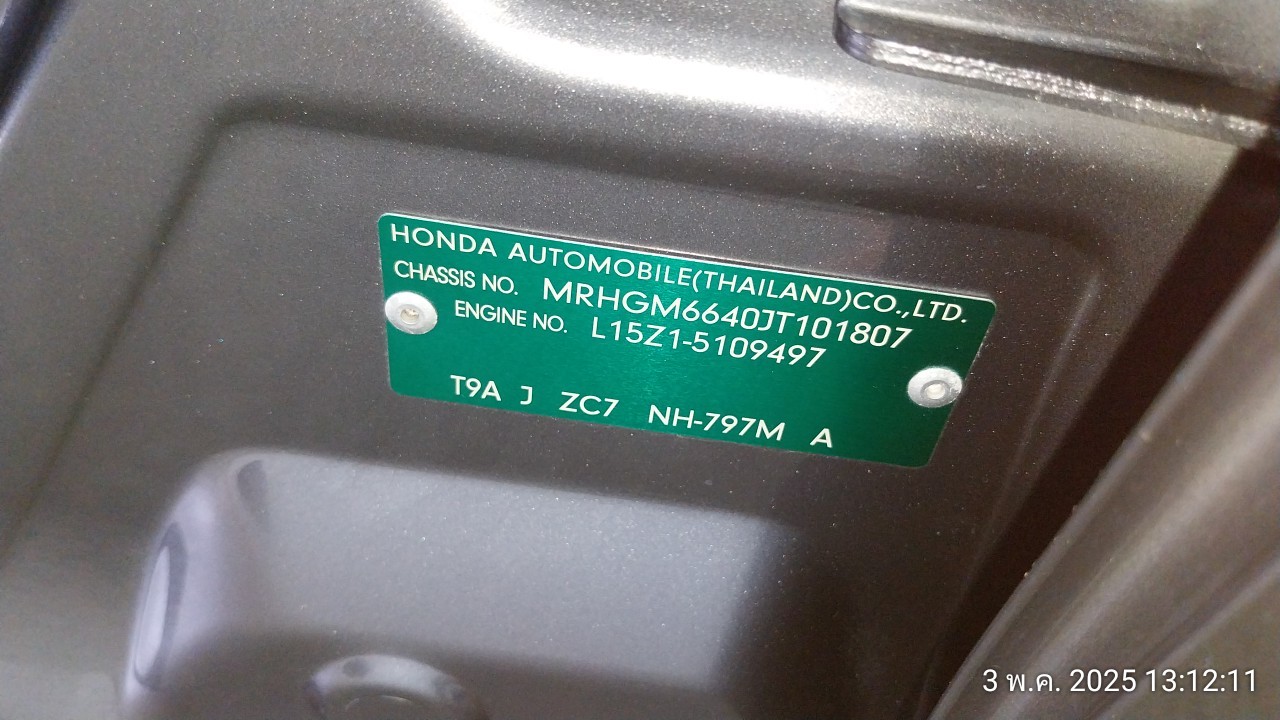 HONDA AUTOMOBILE(THAILAND)CO.,LTD.
CHASSIS NO. MRHGM6640JT101807
ENGINE NO. L15Z1-5109497
T9A J ZC7 NH-797M A
3 พ.ค. 2025 13:12:11